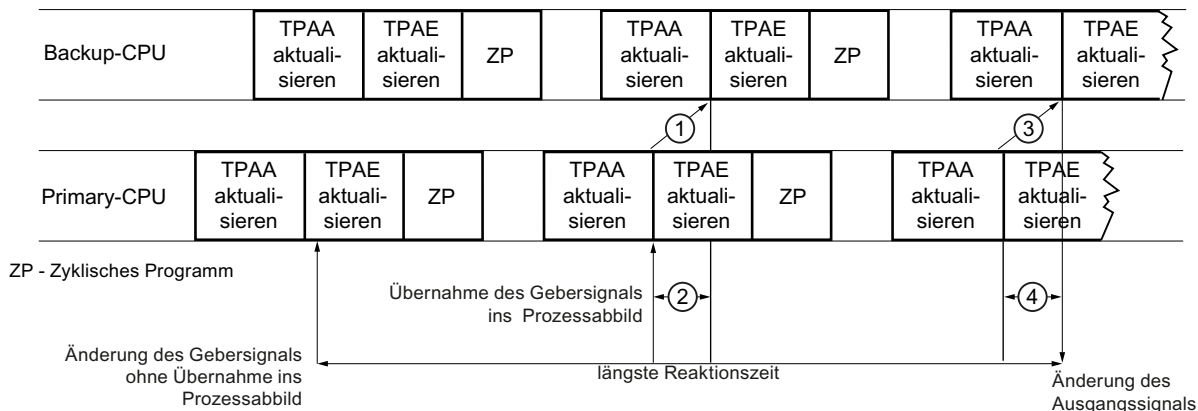 Backup-CPU
TPAA
aktuali-
sieren
TPAE
aktuali-
sieren
ZP
TPAA
aktuali-
sieren
TPAE
aktuali-
sieren
ZP
TPAA
aktuali-
sieren
TPAE
aktuali-
sieren
1
3
Primary-CPU
TPAA
aktuali-
sieren
TPAE
aktuali-
sieren
ZP
TPAA
aktuali-
sieren
TPAE
aktuali-
sieren
ZP
TPAA
aktuali-
sieren
TPAE
aktuali-
sieren
ZP - Zyklisches Programm
Übernahme des Gebersignals
ins Prozessabbild
2
4
Änderung des Gebersignals
ohne Übernahme ins
Prozessabbild
längste Reaktionszeit
Änderung des
Ausgangssignals